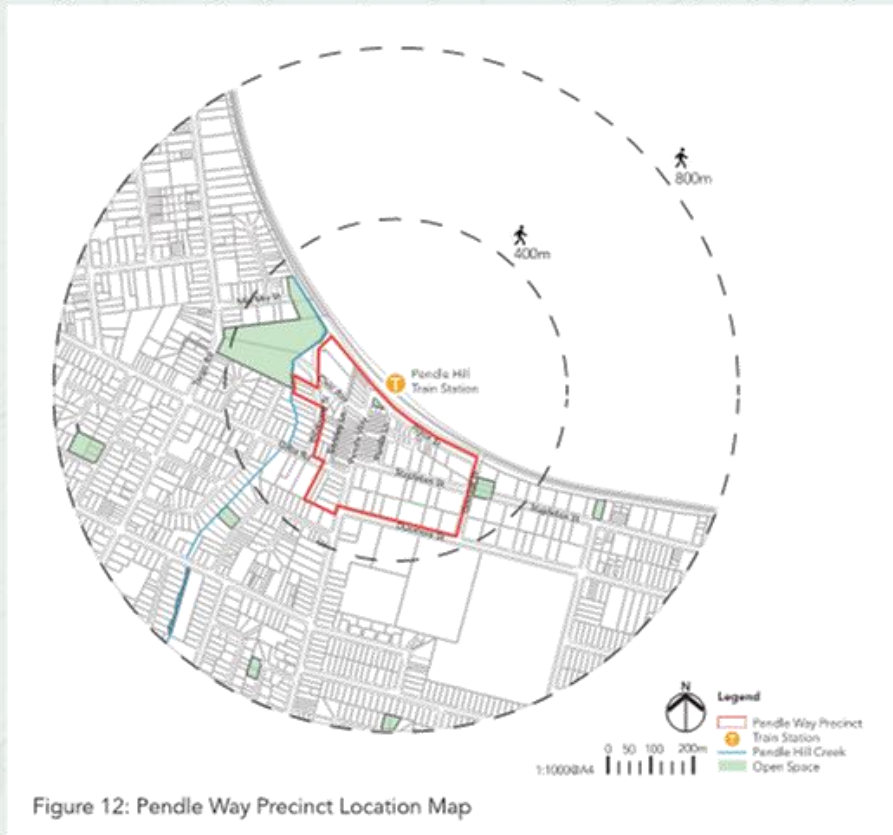 800m
400m
Pendle Hill
Train Station
Stapleton St
Stapleton St
N
Legend
Pendle Way Precinct
Train Station
Pendle Hill Creek
Open Space
0 50 100 200m
1:1000@A4
Figure 12: Pendle Way Precinct Location Map